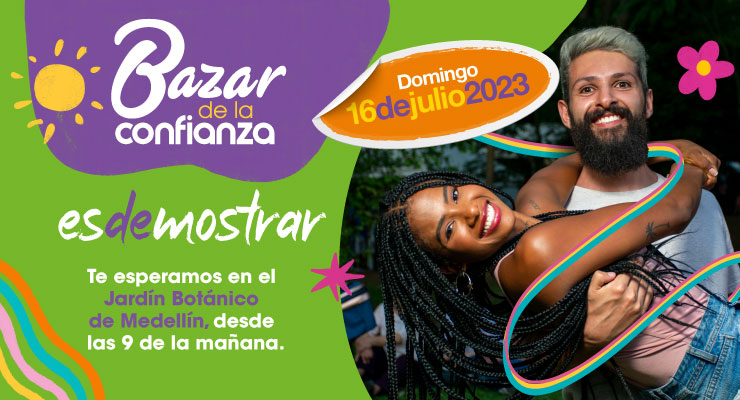 Bazar
de la
confianza
Domingo
16dejulio2023
esdemostrar
Te esperamos en el
Jardín Botánico
de Medellín, desde
las 9 de la mañana.